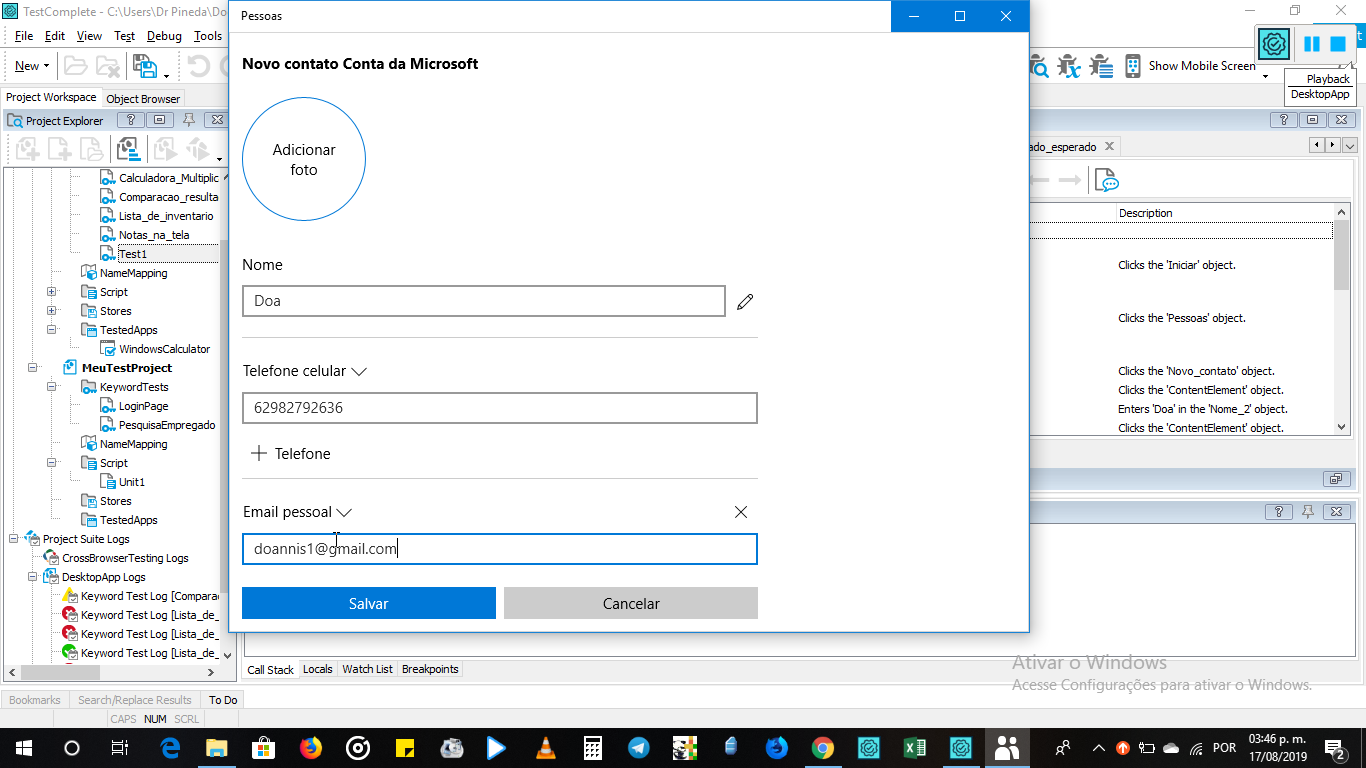 TestComplete - C:\Users\Dr Pineda\Do
File Edit View Test Debug Tools
New
Show Mobile Screen
Playback
DesktopApp
Project Workspace Object Browser
Project Explorer
Calculadora_Multiplic
Comparacao_resulta
Lista_de_inventario
Notas_na_tela
Test1
NameMapping
Script
Stores
TestedApps
WindowsCalculator
MeuTestProject
KeywordTests
LoginPage
PesquisaEmpregado
NameMapping
Script
Unit1
Stores
TestedApps
Project Suite Logs
CrossBrowserTesting Logs
DesktopApp Logs
Keyword Test Log [Compara
Keyword Test Log [Lista_de_
Keyword Test Log [Lista_de_
Keyword Test Log [Lista_de_
Pessoas
Novo contato Conta da Microsoft
Adicionar
foto
Nome
Doa
Telefone celular
62982792636
Telefone
Email pessoal
doannis1@gmail.com
Salvar Cancelar
ado_esperado
Description
Clicks the 'Iniciar' object.
Clicks the 'Pessoas' object.
Clicks the 'Novo_contato' object.
Clicks the 'ContentElement' object.
Enters 'Doa' in the 'Nome_2' object.
Clicks the 'ContentElement' object.
Call Stack Locals Watch List Breakpoints
Ativar o Windows
Acesse Configurações para ativar o Windows.
Bookmarks Search/Replace Results To Do
CAPS NUM SCRL
POR
03:46 p. m.
17/08/2019
2